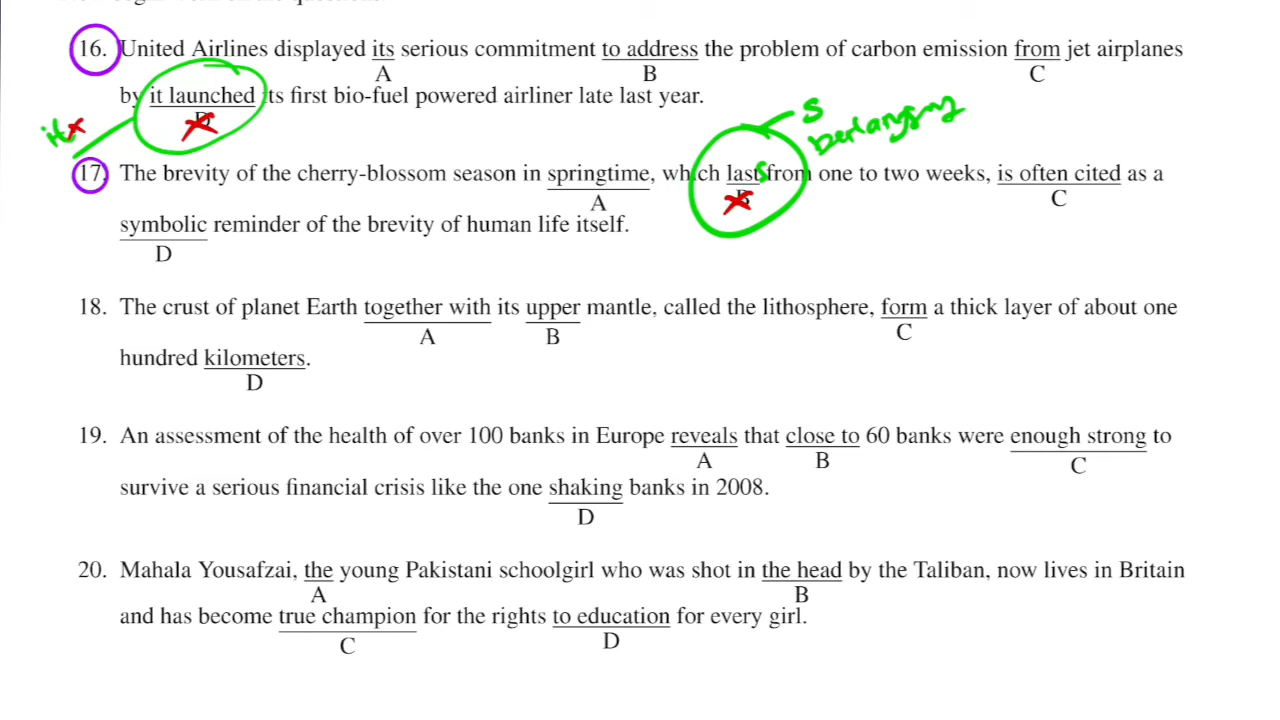 16. United Airlines displayed its serious commitment to address the problem of carbon emission from jet airplanes
A B C
by it launched its first bio-fuel powered airliner late last year.
it
S
berlangsung
17. The brevity of the cherry-blossom season in springtime, which lasts from one to two weeks, is often cited as a
A B C
symbolic reminder of the brevity of human life itself.
D
18. The crust of planet Earth together with its upper mantle, called the lithosphere, form a thick layer of about one
A B C
hundred kilometers.
D
19. An assessment of the health of over 100 banks in Europe reveals that close to 60 banks were enough strong to
A B C
survive a serious financial crisis like the one shaking banks in 2008.
D
20. Mahala Yousafzai, the young Pakistani schoolgirl who was shot in the head by the Taliban, now lives in Britain
A B
and has become true champion for the rights to education for every girl.
C D